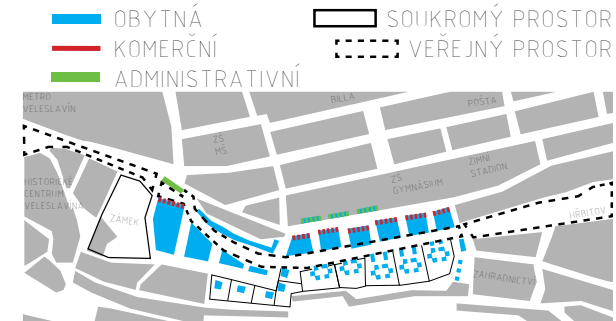 OBYTNÁ
SOUKROMÝ PROSTOR
KOMERČNÍ
VEŘEJNÝ PROSTOR
ADMINISTRATIVNÍ
METRO
VELESLAVÍN
BILLA
POŠTA
ZŠ
MŠ
ZŠ
GYMNÁSIUM
ZIMNÍ
STADION
HISTORICKÉ
CENTRUM
VELESLAVÍNA
ZÁMEK
HŘBITOV
ZAHRADNICTVÍ